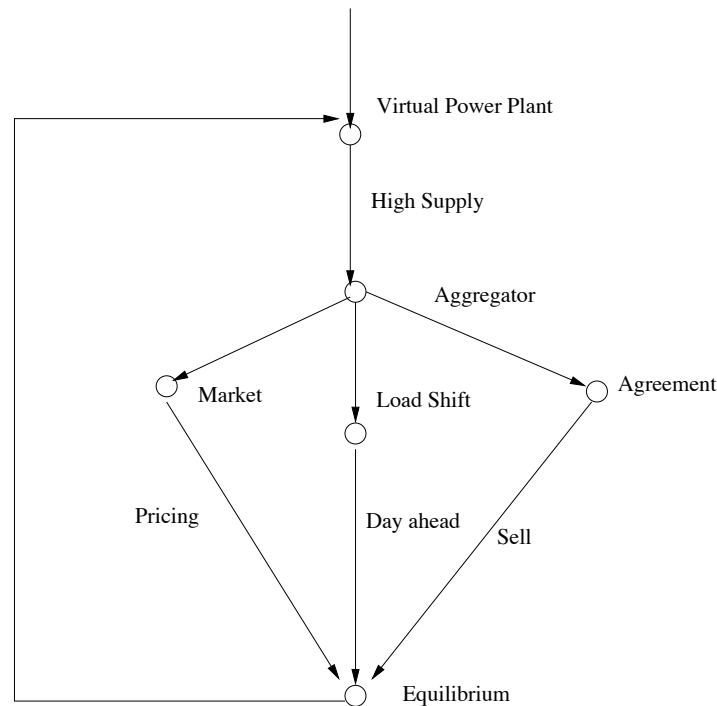 Virtual Power Plant
High Supply
Aggregator
Market
Load Shift
Agreement
Pricing
Day ahead
Sell
Equilibrium